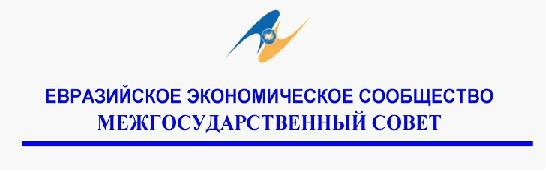 ЕВРАЗИЙСКОЕ ЭКОНОМИЧЕСКОЕ СООБЩЕСТВО
МЕЖГОСУДАРСТВЕННЫЙ СОВЕТ